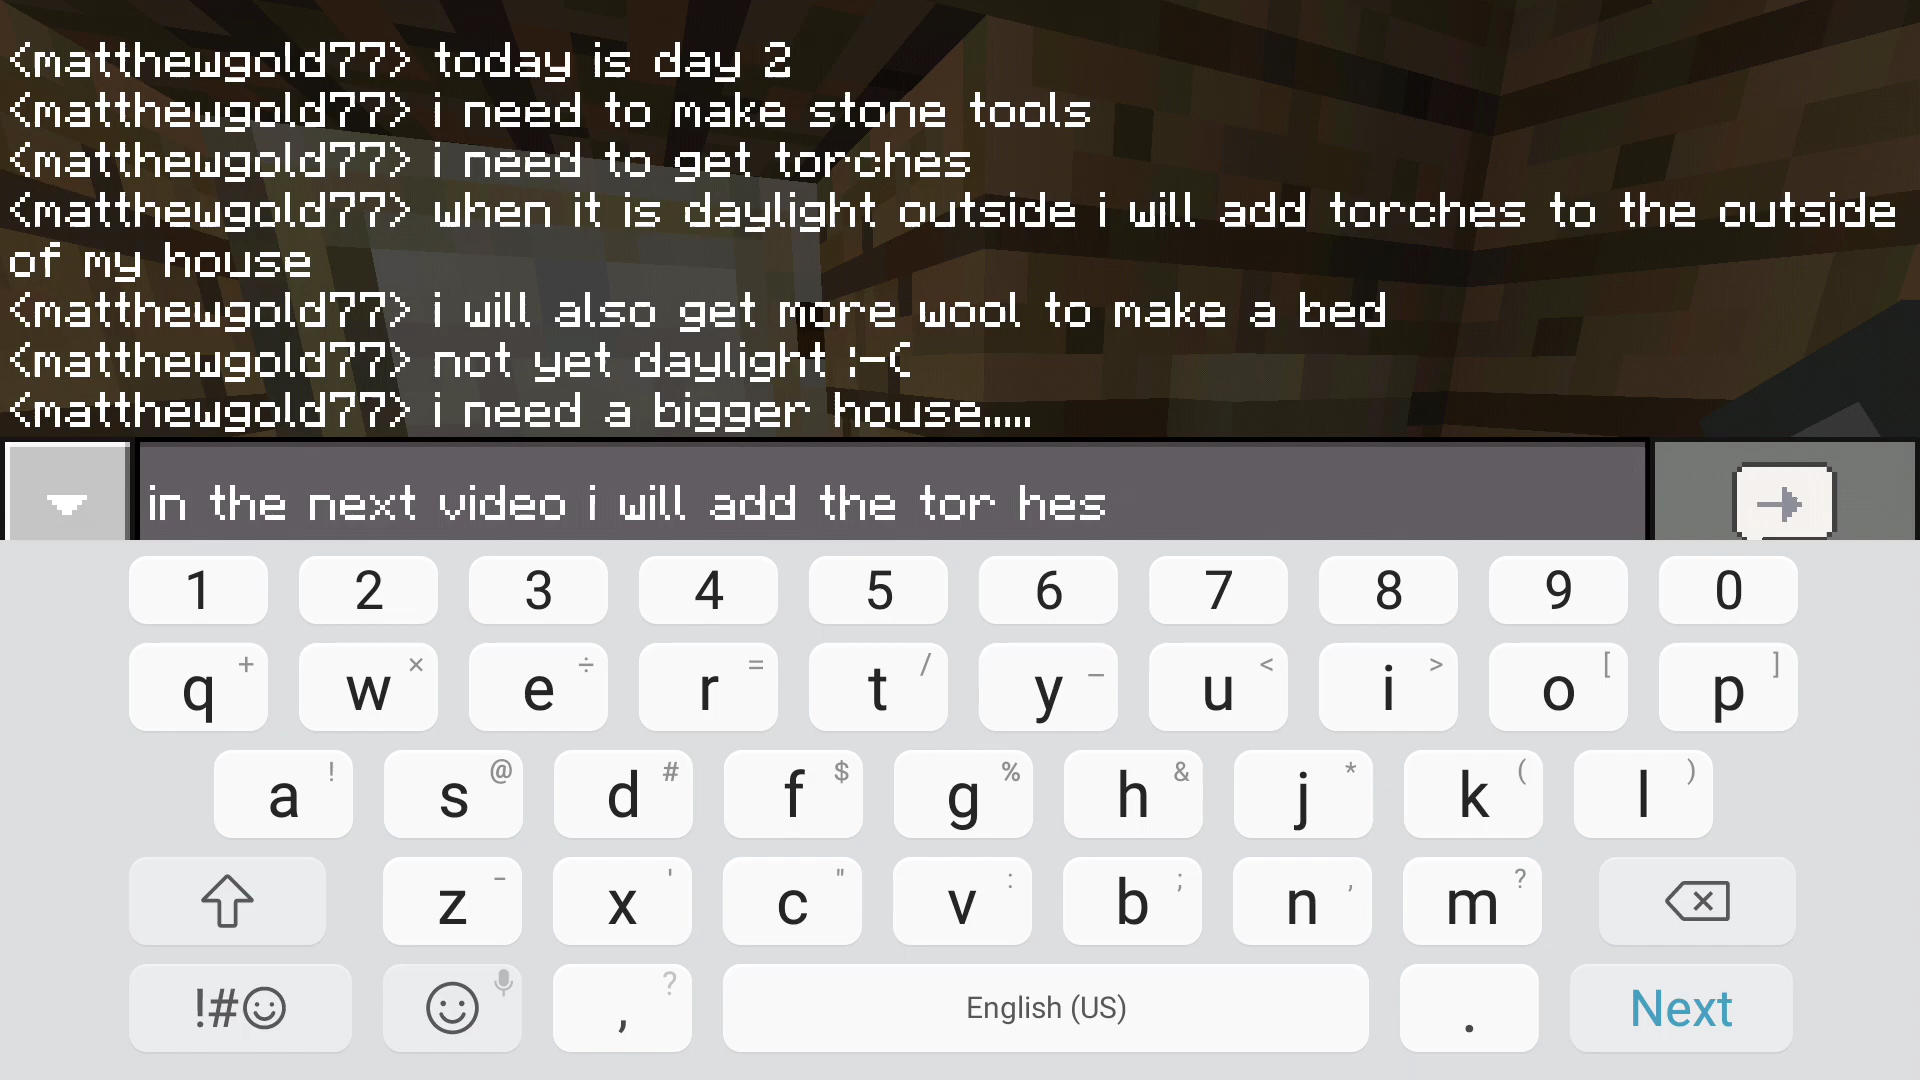 <matthewgold77> today is day 2
<matthewgold77> i need to make stone tools
<matthewgold77> i need to get torches
<matthewgold77> when it is daylight outside i will add torches to the outside
of my house
<matthewgold77> i will also get more wool to make a bed
<matthewgold77> not yet daylight :-(
<matthewgold77> i need a bigger house.....
in the next video i will add the tor hes
1 2 3 4 5 6 7 8 9 0
q + w × e ÷ r = t / y _ u < i > o [ p ]
a ! s @ d # f $ g % h & j * k ( l )
z - x ' c " v : b ; n , m ?
!#☺ , ? English (US) . Next